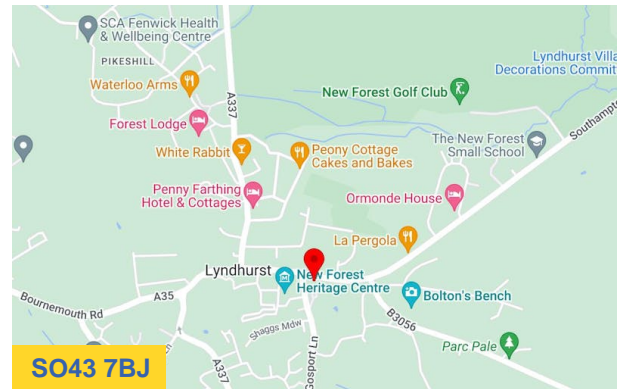 SCA Fenwick Health
& Wellbeing Centre
PIKESHILL
Waterloo Arms
A337
Forest Lodge
White Rabbit
Peony Cottage
Cakes and Bakes
New Forest Golf Club
Lyndhurst Villa
Decorations Commit
Southampton
The New Forest
Small School
Penny Farthing
Hotel & Cottages
Ormonde House
La Pergola
Lyndhurst
New Forest
Heritage Centre
Bolton's Bench
Bournemouth Rd
A35
Shaggs Mdw
Gosport Ln
B3056
Parc Pale
A337
SO43 7BJ